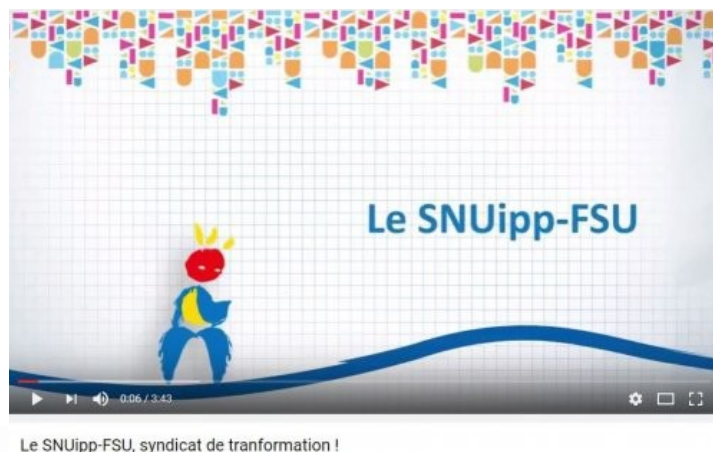 Le SNUipp-FSU
0:06 / 3:43
Le SNUipp-FSU, syndicat de tranformation !